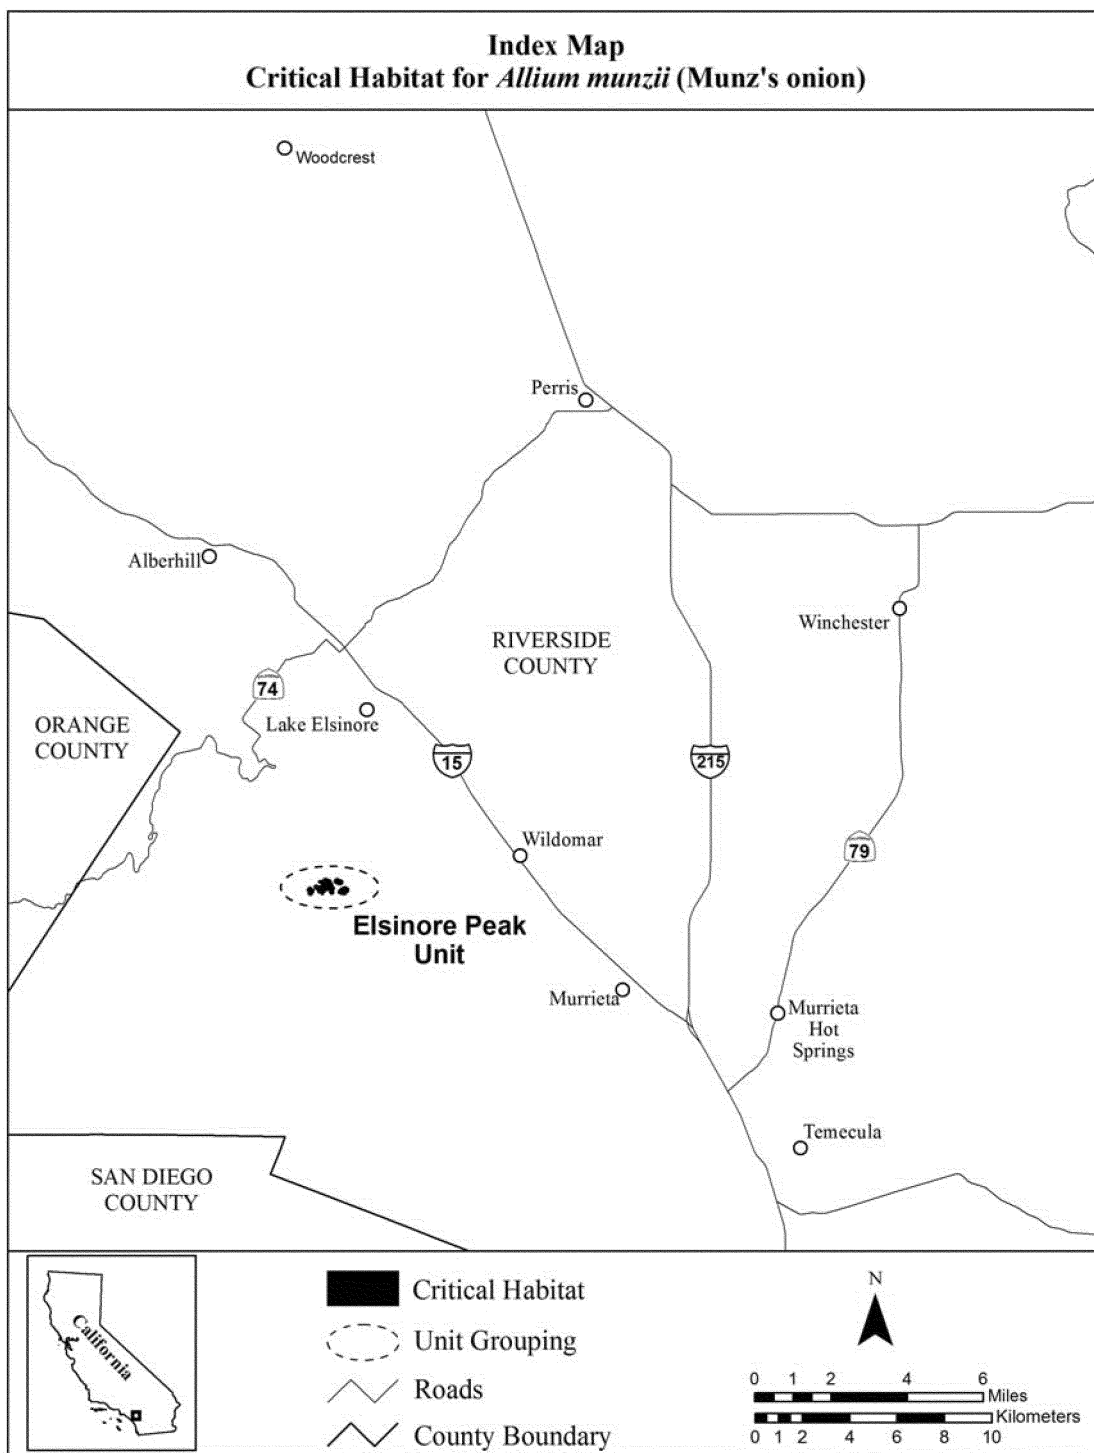 Index Map
Critical Habitat for Allium munzii (Munz's onion)
Woodcrest
Perris
Alberhill
Winchester
RIVERSIDE
COUNTY
74
Lake Elsinore
ORANGE
COUNTY
15
215
Wildomar
79
Elsinore Peak
Unit
Murrieta
Murrieta
Hot
Springs
Temecula
SAN DIEGO
COUNTY
California
Critical Habitat
Unit Grouping
Roads
County Boundary
N
0 1 2 4 6
Miles
Kilometers
0 1 2 4 6 8 10